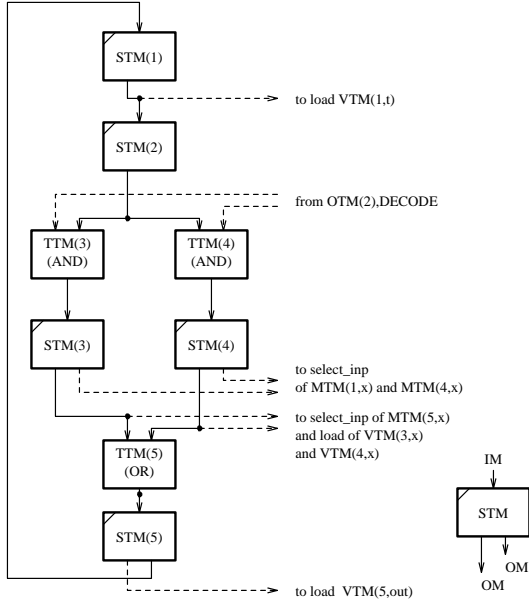 STM(1)
to load VTM(1,t)
STM(2)
from OTM(2),DECODE
TTM(3)
(AND)
TTM(4)
(AND)
STM(3)
STM(4)
to select_inp
of MTM(1,x) and MTM(4,x)
to select_inp of MTM(5,x)
and load of VTM(3,x)
and VTM(4,x)
TTM(5)
(OR)
STM(5)
to load VTM(5,out)
IM
STM
OM
OM